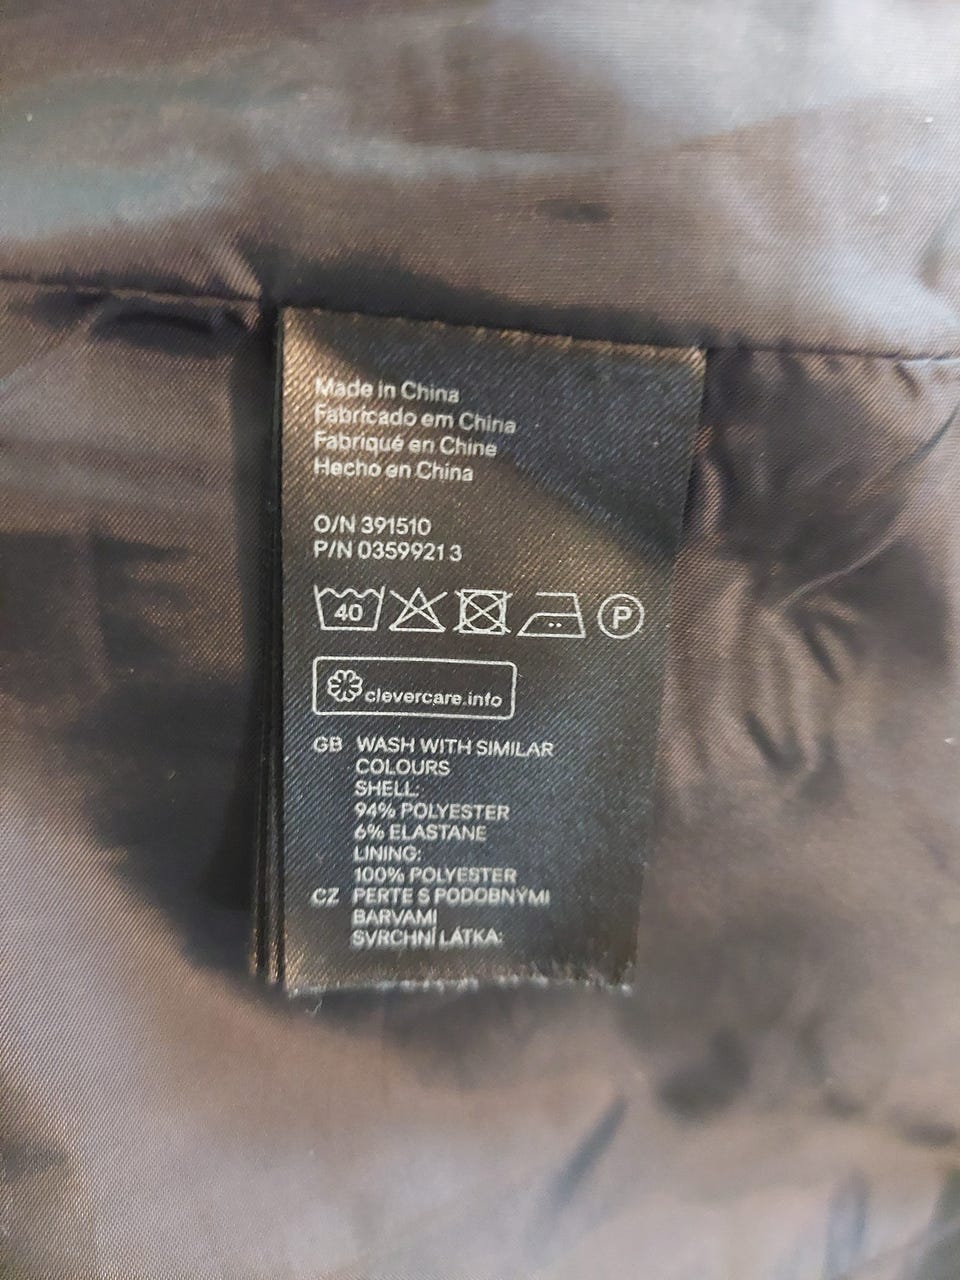 Made in China
Fabricado em China
Fabriqué en Chine
Hecho en China
O/N 391510
P/N 0359921 3
40 P
clevercare.info
GB WASH WITH SIMILAR
COLOURS
SHELL:
94% POLYESTER
6% ELASTANE
LINING:
100% POLYESTER
CZ PERTE S PODOBNÝMI
BARVAMI
SVRCHNÍ LÁTKA: